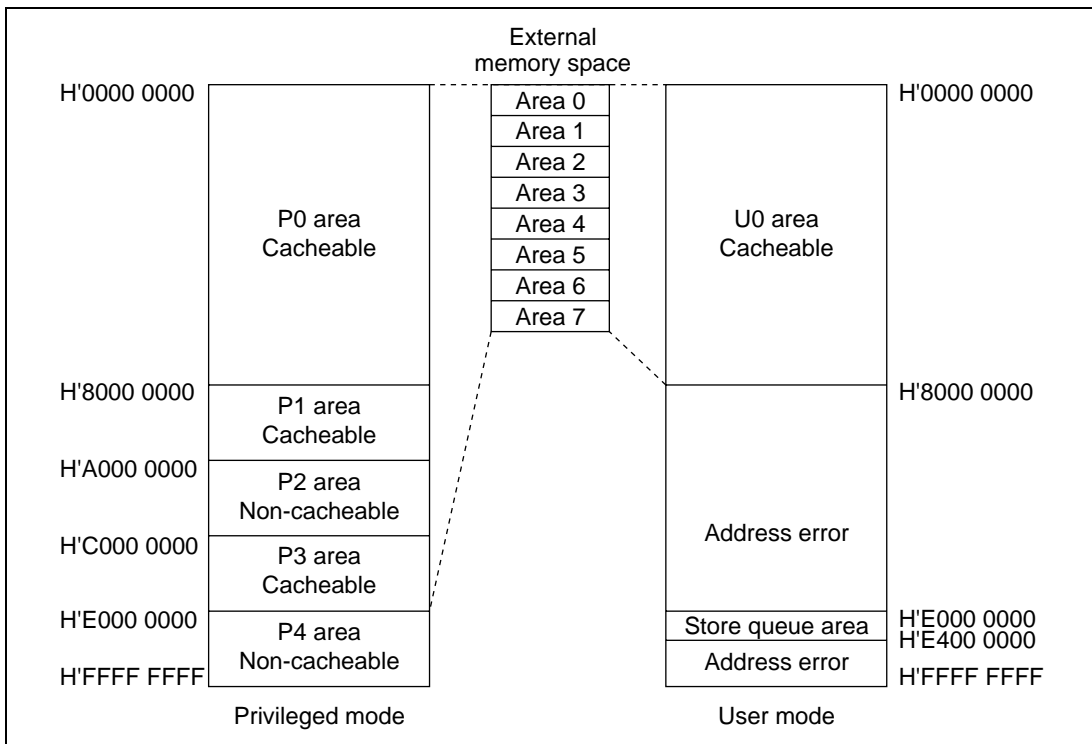 External
memory space
H'0000 0000
Area 0
H'0000 0000
Area 1
Area 2
Area 3
P0 area
Cacheable
Area 4
U0 area
Cacheable
Area 5
Area 6
Area 7
H'8000 0000
H'8000 0000
P1 area
Cacheable
H'A000 0000
P2 area
Non-cacheable
Address error
H'C000 0000
P3 area
Cacheable
H'E000 0000
P4 area
Non-cacheable
Store queue area
H'E000 0000
H'E400 0000
Address error
H'FFFF FFFF
H'FFFF FFFF
Privileged mode
User mode